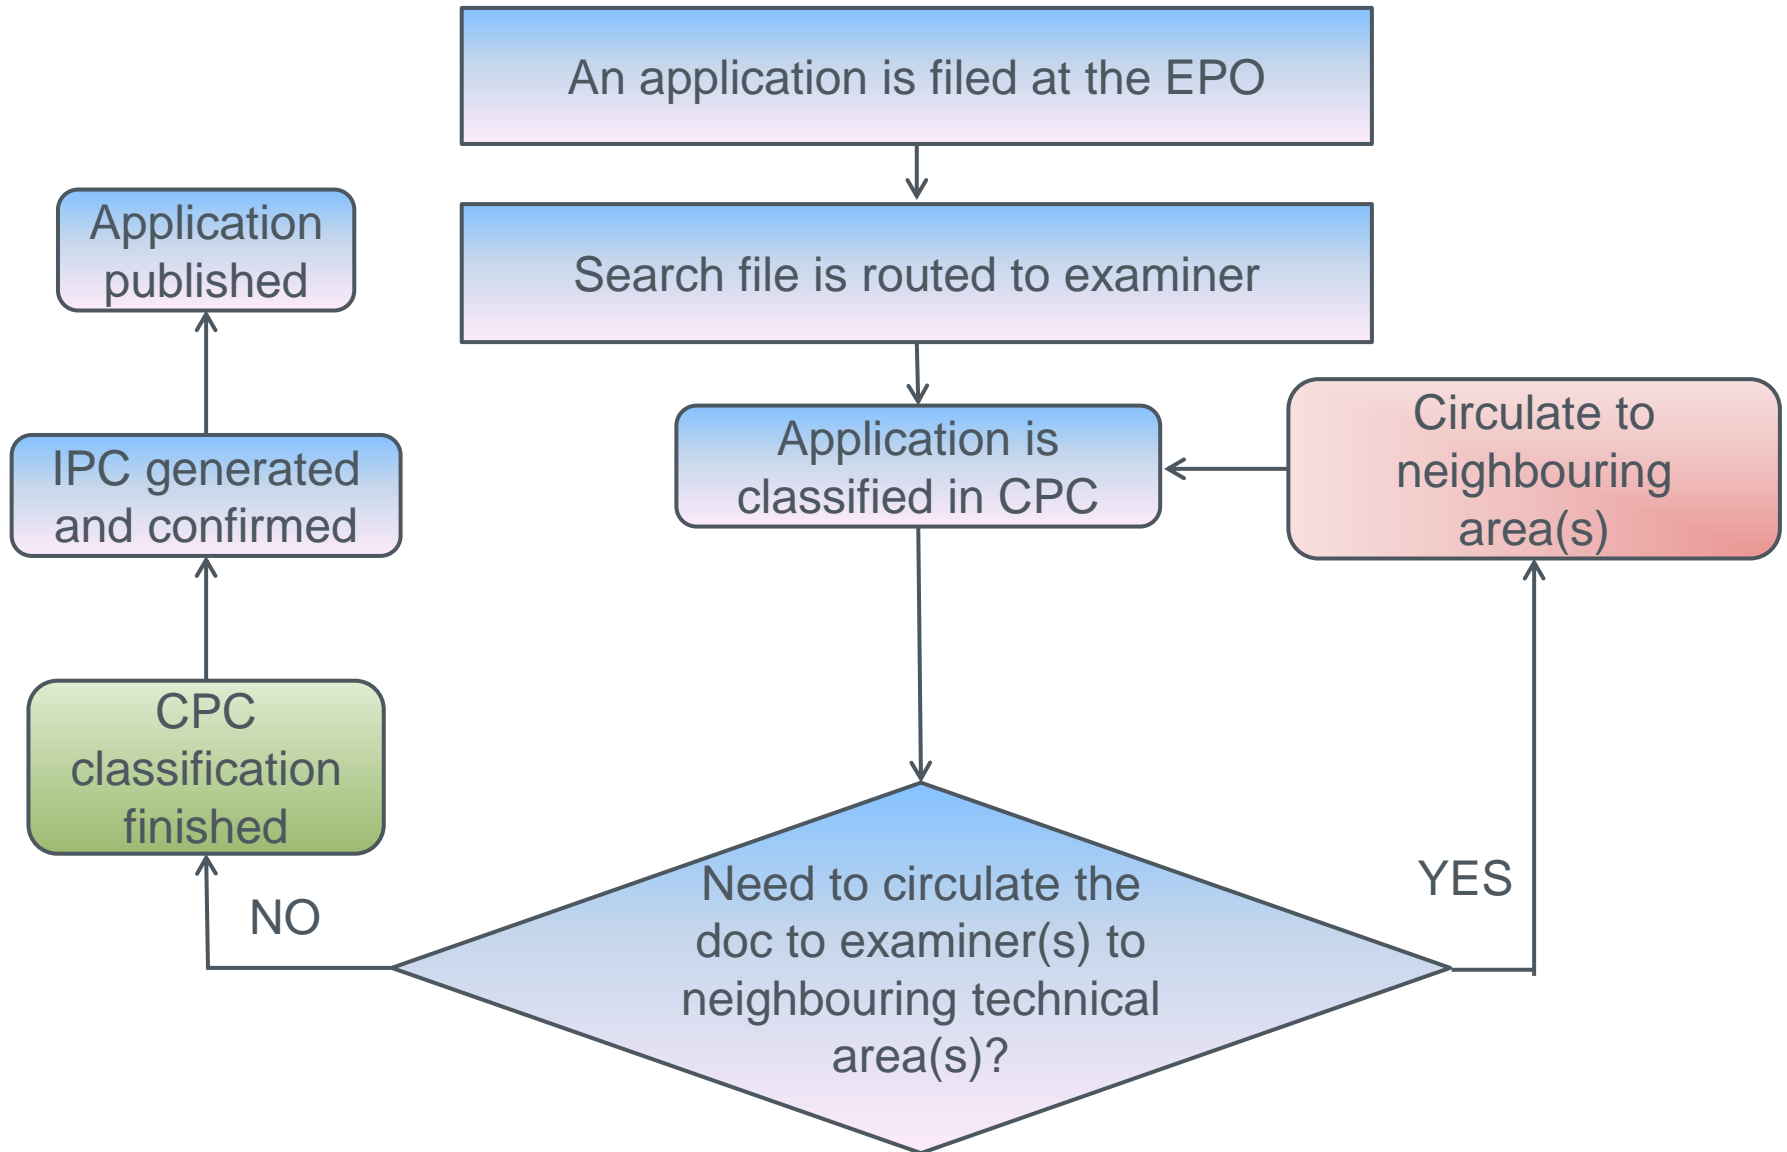 An application is filed at the EPO
Search file is routed to examiner
Application
published
Application is
classified in CPC
Circulate to
neighbouring
area(s)
IPC generated
and confirmed
CPC
classification
finished
Need to circulate the
doc to examiner(s) to
neighbouring technical
area(s)?
NO
YES